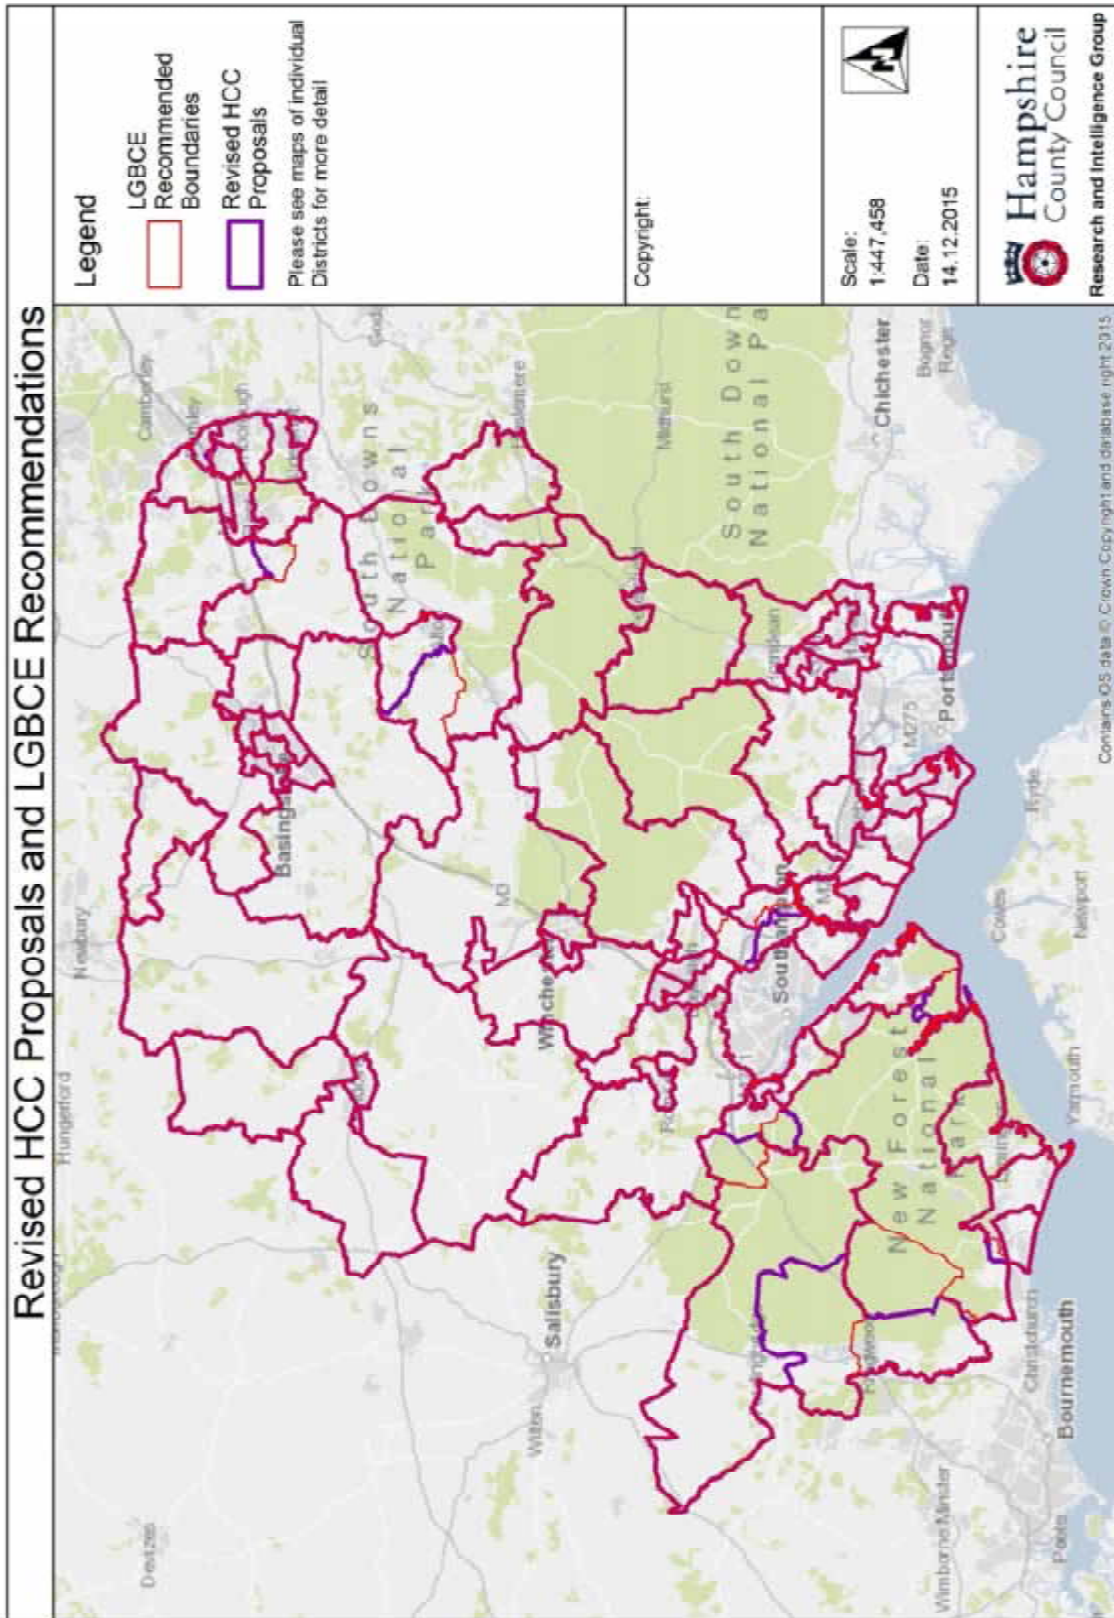 Revised HCC Proposals and LGBCE Recommendations
Legend
LGBCE
Recommended
Boundaries
Revised HCC
Proposals
Please see maps of individual
Districts for more detail
Copyright:
Scale:
1:447,458
Date:
14.12.2015
N
Hampshire
County Council
Research and Intelligence Group
Contains OS data © Crown Copyright and database right 2015
Hungerford
Newbury
Camberley
Devizes
Basingstoke
South Downs
National
Park
Haslemere
Midhurst
South Down
National Pa
Salisbury
Wilton
Winchester
M3
Southampton
New Forest
National
Park
M275
Portsmouth
Chichester
Bognor
Regis
Ryde
Cowes
Newport
Yarmouth
Christchurch
Bournemouth
Poole
Wimborne Minster